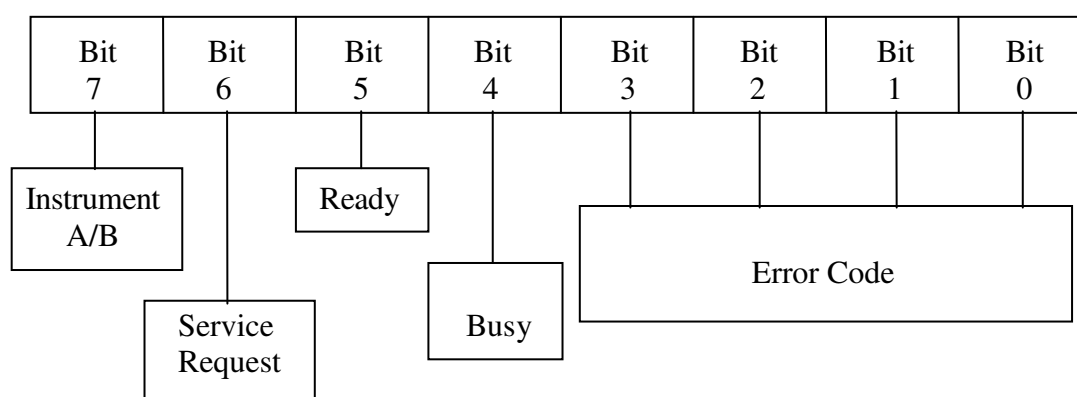 Bit Bit Bit Bit Bit Bit Bit Bit
7 6 5 4 3 2 1 0
Instrument
A/B
Service
Request
Ready
Busy
Error Code